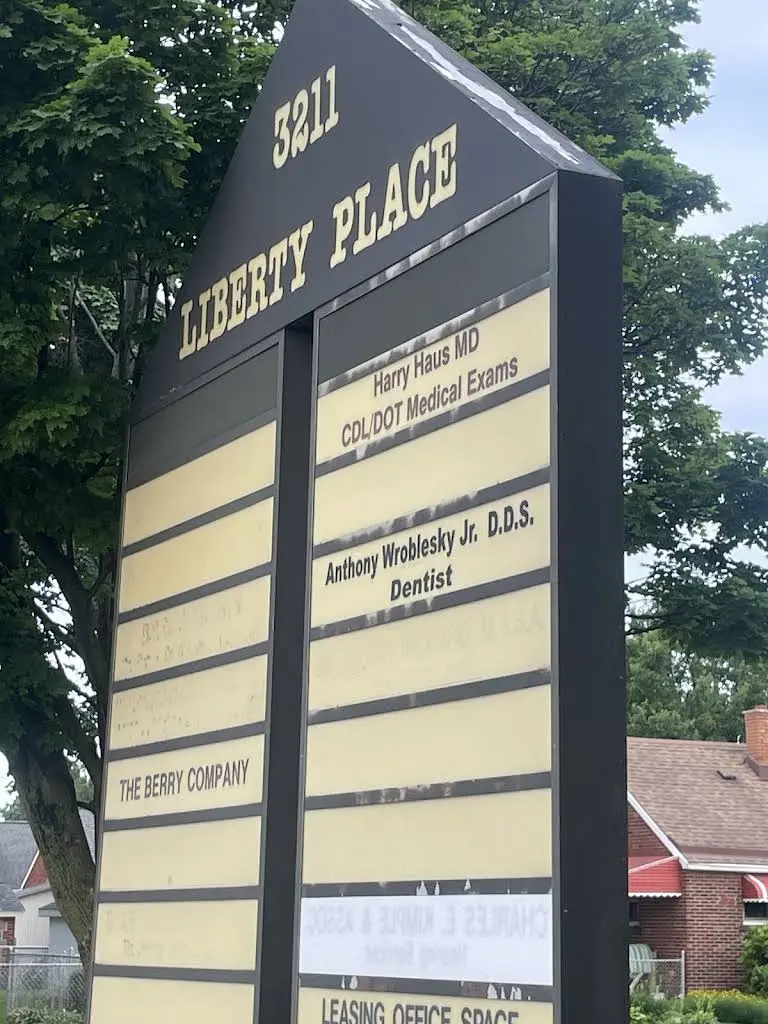 3211
LIBERTY PLACE
Harry Haus MD
CDL/DOT Medical Exams
Anthony Wroblesky Jr. D.D.S.
Dentist
THE BERRY COMPANY
CHARLES E KIMPLE & ASSOC.
LEASING OFFICE SPACE